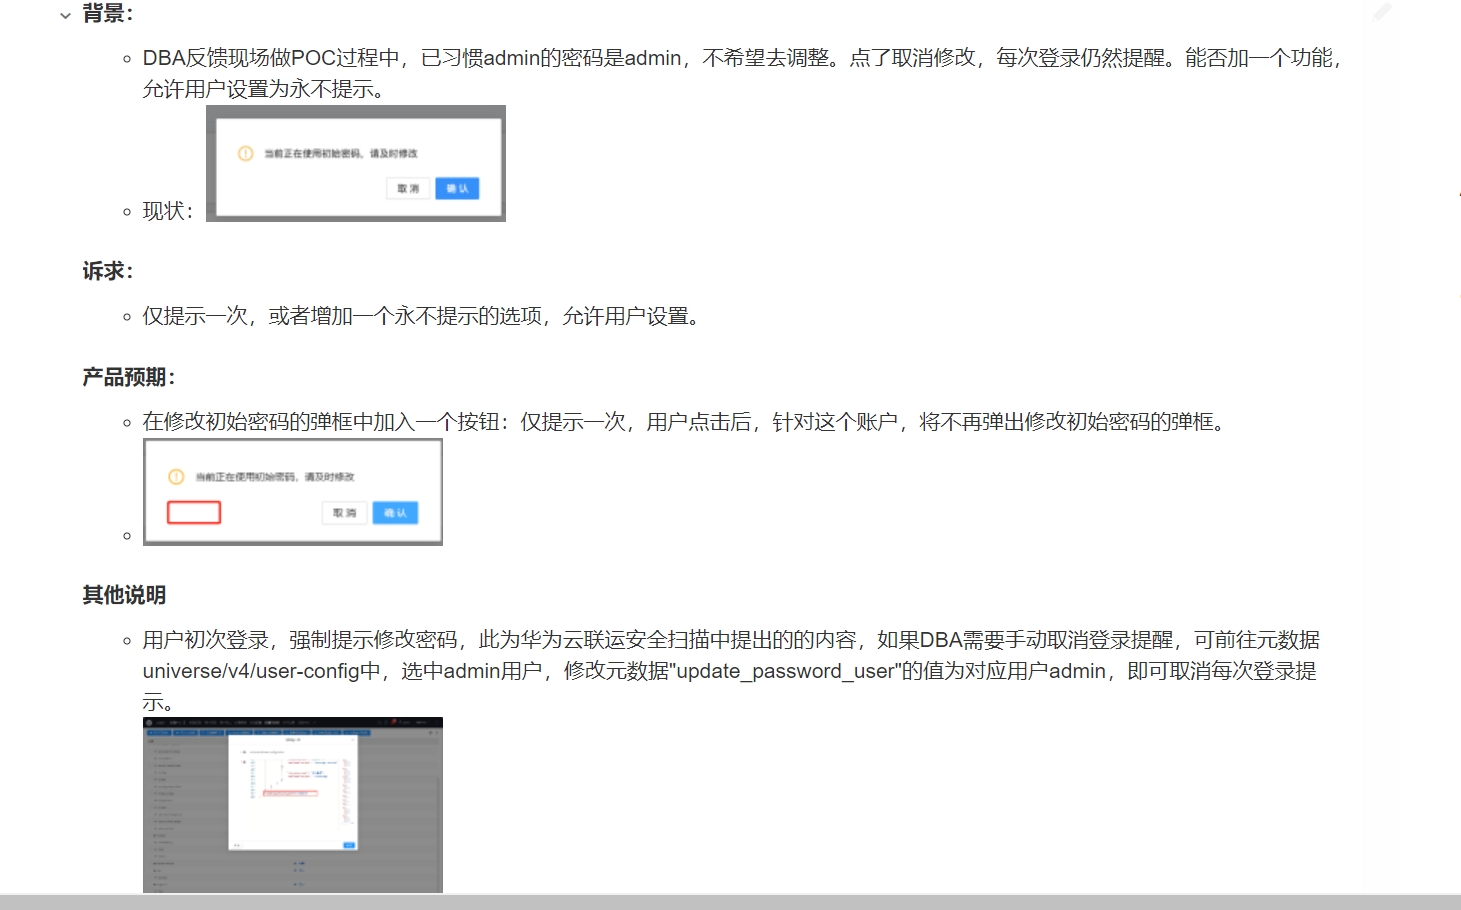 背景：
DBA反馈现场做POC过程中，已习惯admin的密码是admin，不希望去调整。点了取消修改，每次登录仍然提醒。能否加一个功能，
允许用户设置为永不提示。
当前正在使用初始密码，请及时修改
取 消 确 认
现状：
诉求：
仅提示一次，或者增加一个永不提示的选项，允许用户设置。
产品预期：
在修改初始密码的弹框中加入一个按钮：仅提示一次，用户点击后，针对这个账户，将不再弹出修改初始密码的弹框。
当前正在使用初始密码，请及时修改
取 消 确 认
其他说明
用户初次登录，强制提示修改密码，此为华为云联运安全扫描中提出的的内容，如果DBA需要手动取消登录提醒，可前往元数据
universe/v4/user-config中，选中admin用户，修改元数据"update_password_user"的值为对应用户admin，即可取消每次登录提
示。